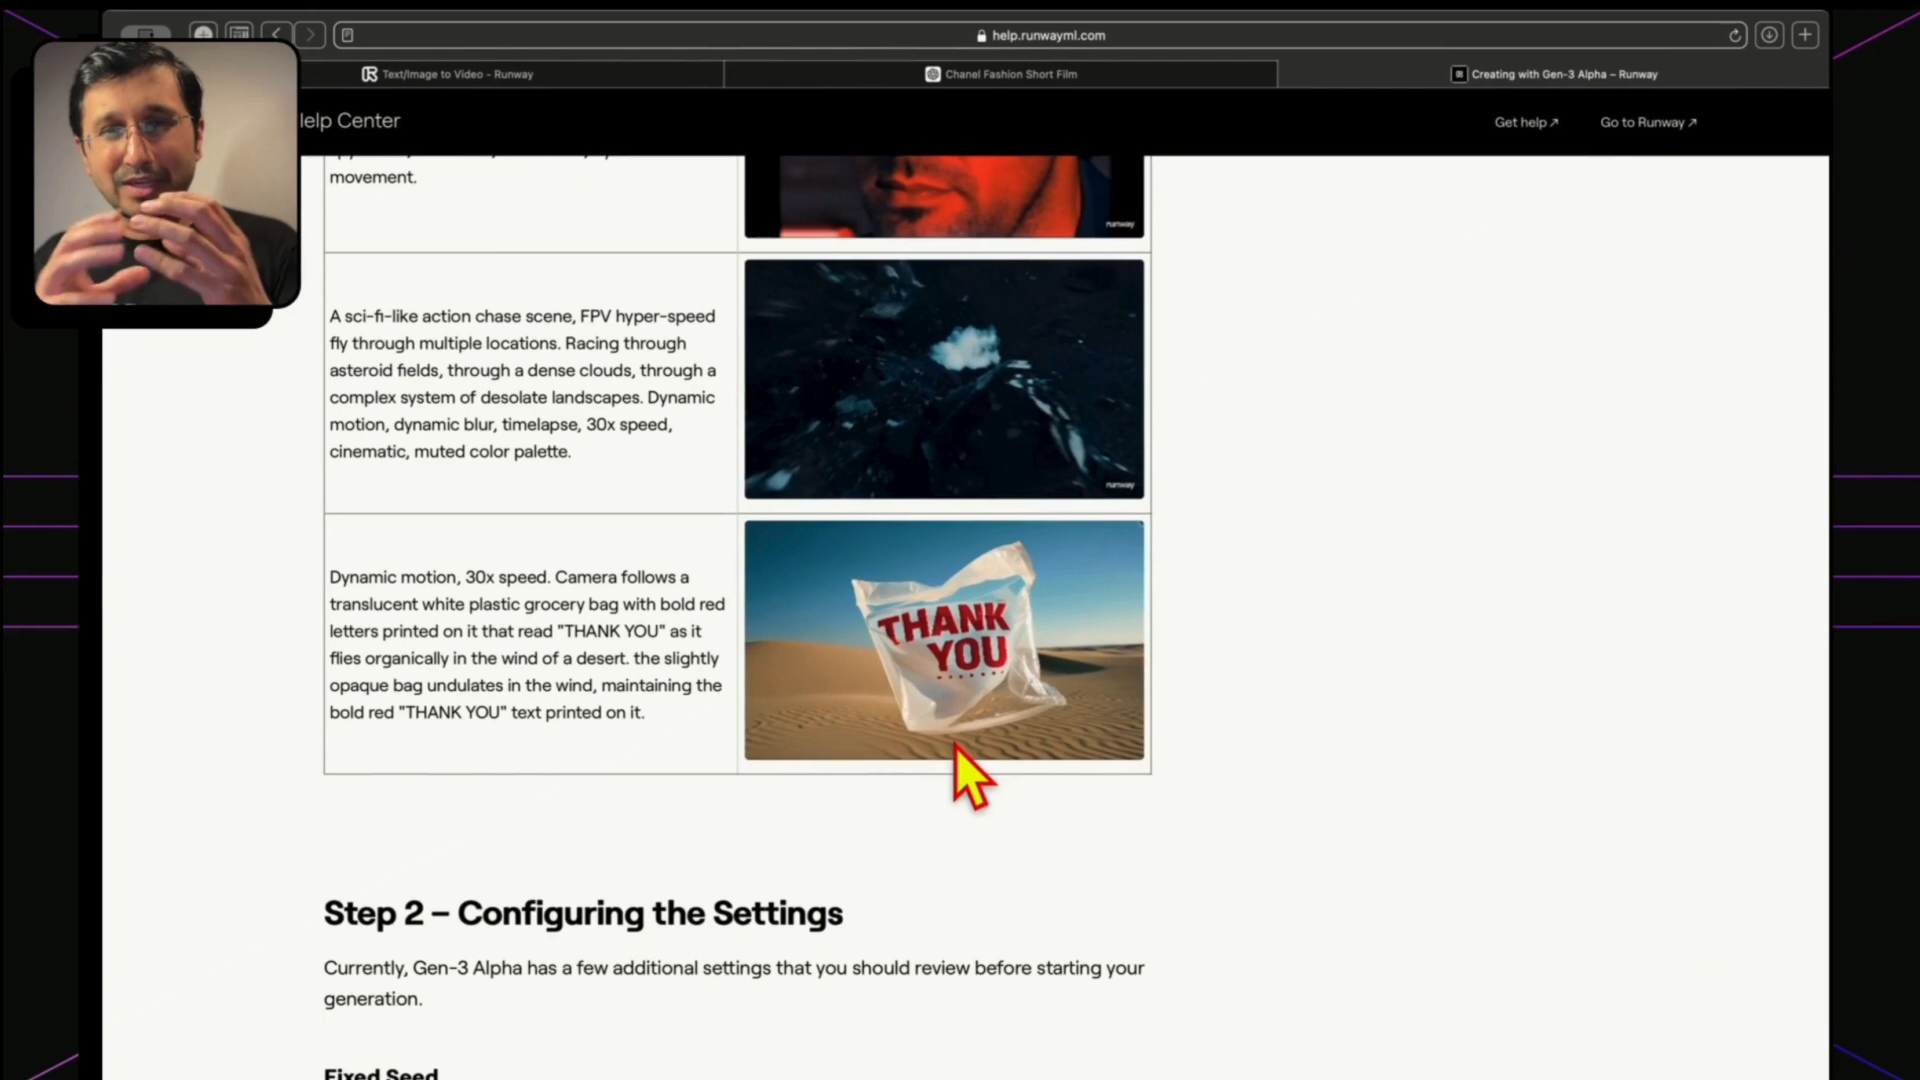 help.runwayml.com
Text/Image to Video - Runway
Chanel Fashion Short Film
Creating with Gen-3 Alpha – Runway
Help Center
Get help ↗
Go to Runway ↗
movement.
runway
A sci-fi-like action chase scene, FPV hyper-speed
fly through multiple locations. Racing through
asteroid fields, through a dense clouds, through a
complex system of desolate landscapes. Dynamic
motion, dynamic blur, timelapse, 30x speed,
cinematic, muted color palette.
runway
Dynamic motion, 30x speed. Camera follows a
translucent white plastic grocery bag with bold red
letters printed on it that read "THANK YOU" as it
flies organically in the wind of a desert. the slightly
opaque bag undulates in the wind, maintaining the
bold red "THANK YOU" text printed on it.
THANK
YOU
Step 2 – Configuring the Settings
Currently, Gen-3 Alpha has a few additional settings that you should review before starting your
generation.
Fixed Seed